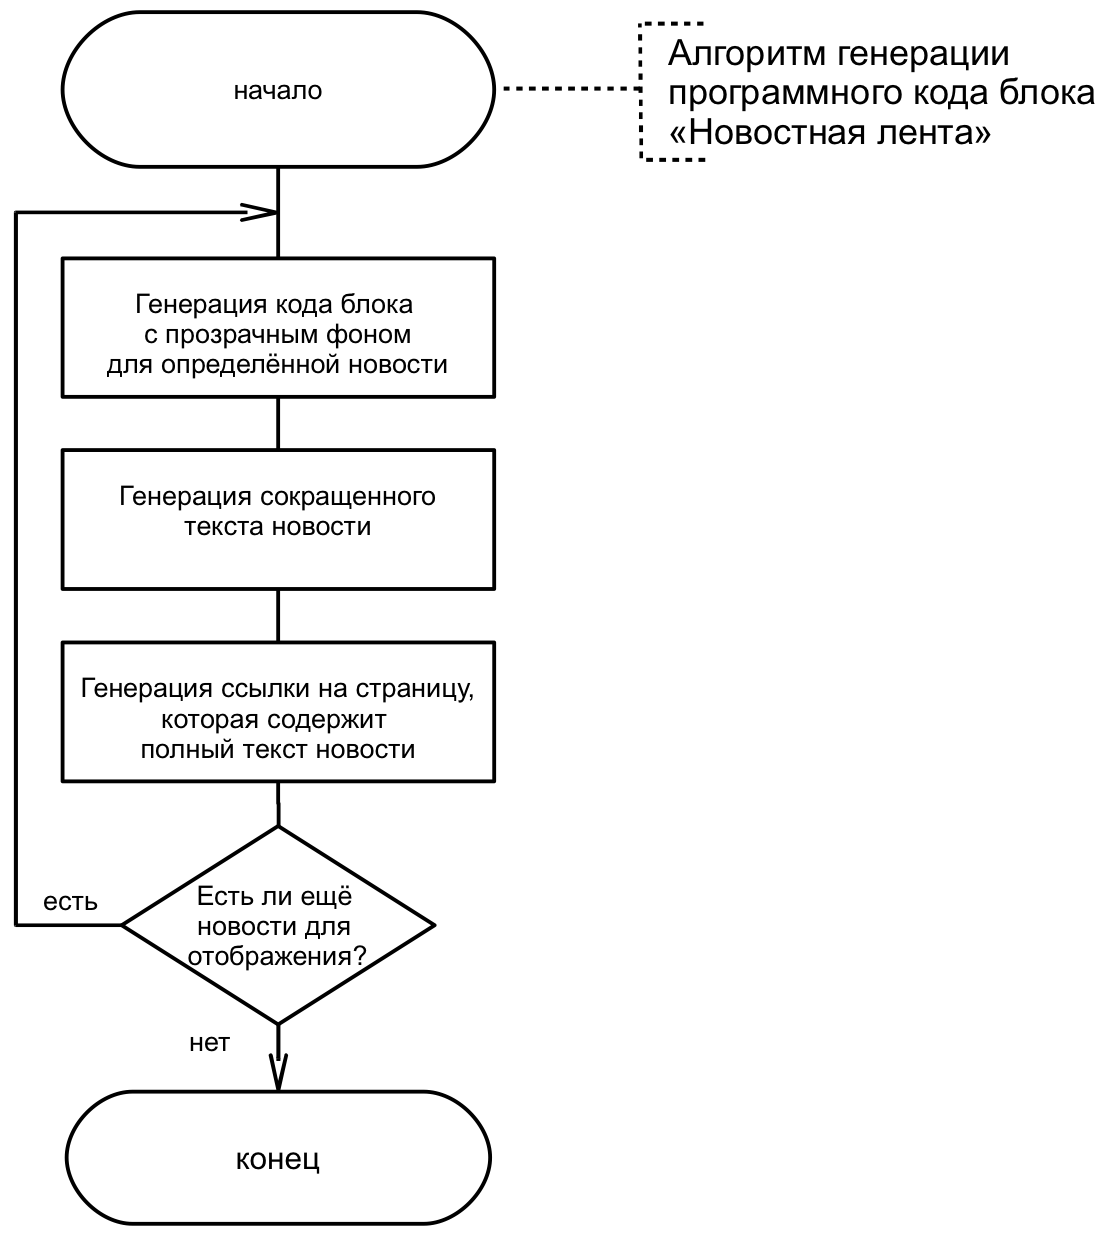 начало
Алгоритм генерации
программного кода блока
«Новостная лента»
Генерация кода блока
с прозрачным фоном
для определённой новости
Генерация сокращенного
текста новости
Генерация ссылки на страницу,
которая содержит
полный текст новости
Есть ли ещё
новости для
отображения?
есть
нет
конец